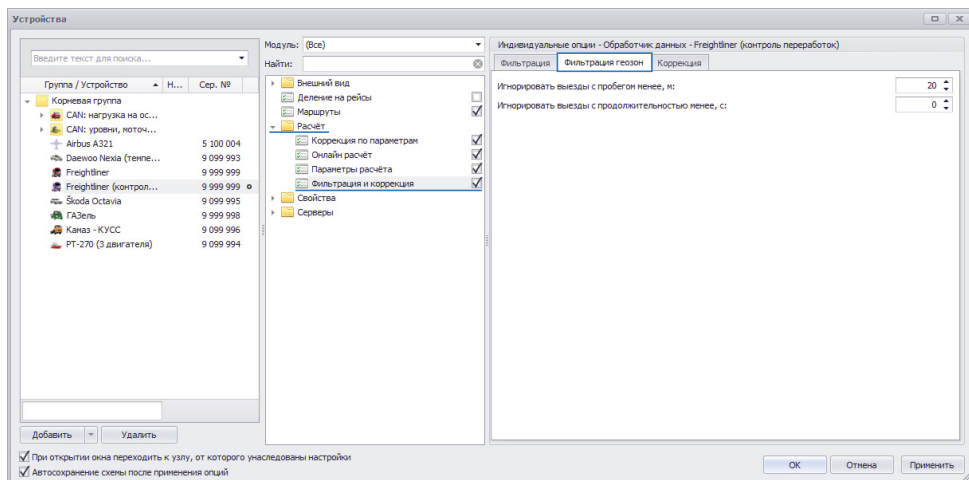 Устройства
Введите текст для поиска...
Группа / Устройство Н... Сер. №
Корневая группа
CAN: нагрузка на ос...
CAN: уровни, моточ...
Airbus A321 5 100 004
Daewoo Nexia (темпе... 9 099 993
Freightliner 9 999 999
Freightliner (контрол... 9 999 999
Škoda Octavia 9 099 995
ГАЗель 9 999 998
Камаз - КУСС 9 099 996
РТ-270 (3 двигателя) 9 099 994
Добавить Удалить
Модуль: (Все)
Найти:
Внешний вид
Деление на рейсы
Маршруты
Расчёт
Коррекция по параметрам
Онлайн расчёт
Параметры расчёта
Фильтрация и коррекция
Свойства
Серверы
Индивидуальные опции - Обработчик данных - Freightliner (контроль переработок)
Фильтрация Фильтрация геозон Коррекция
Игнорировать выезды с пробегом менее, м: 20
Игнорировать выезды с продолжительностью менее, с: 0
При открытии окна переходить к узлу, от которого унаследованы настройки
Автосохранение схемы после применения опций
ОК Отмена Применить